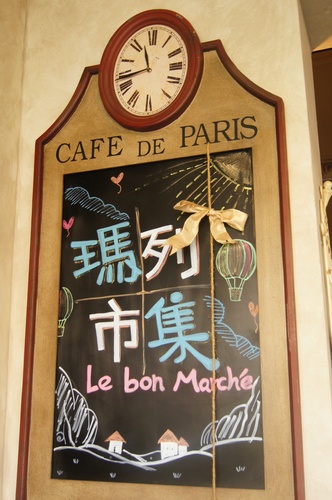 CAFE DE PARIS
瑪列
市集
Le bon Marché